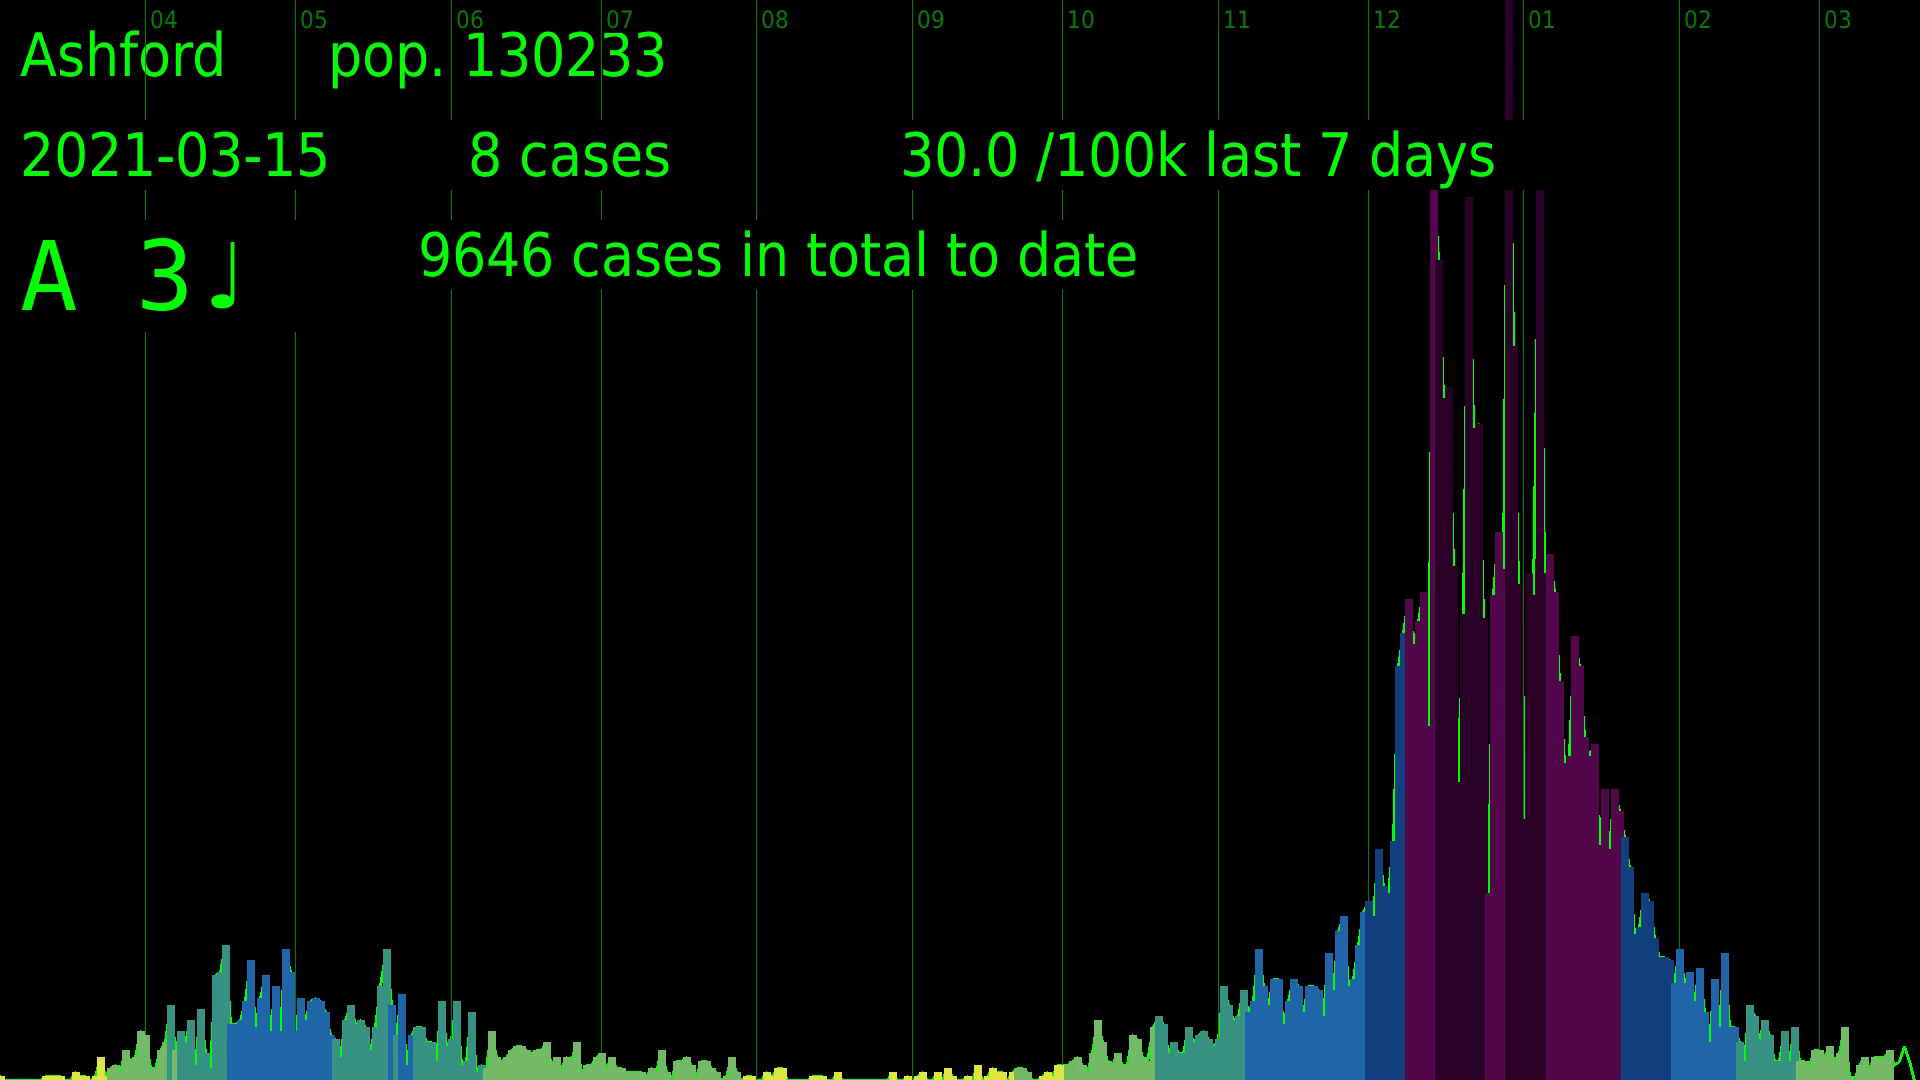 04 05 06 07 08 09 10 11 12 01 02 03
Ashford pop. 130233
2021-03-15 8 cases 30.0 /100k last 7 days
A 3♩ 9646 cases in total to date